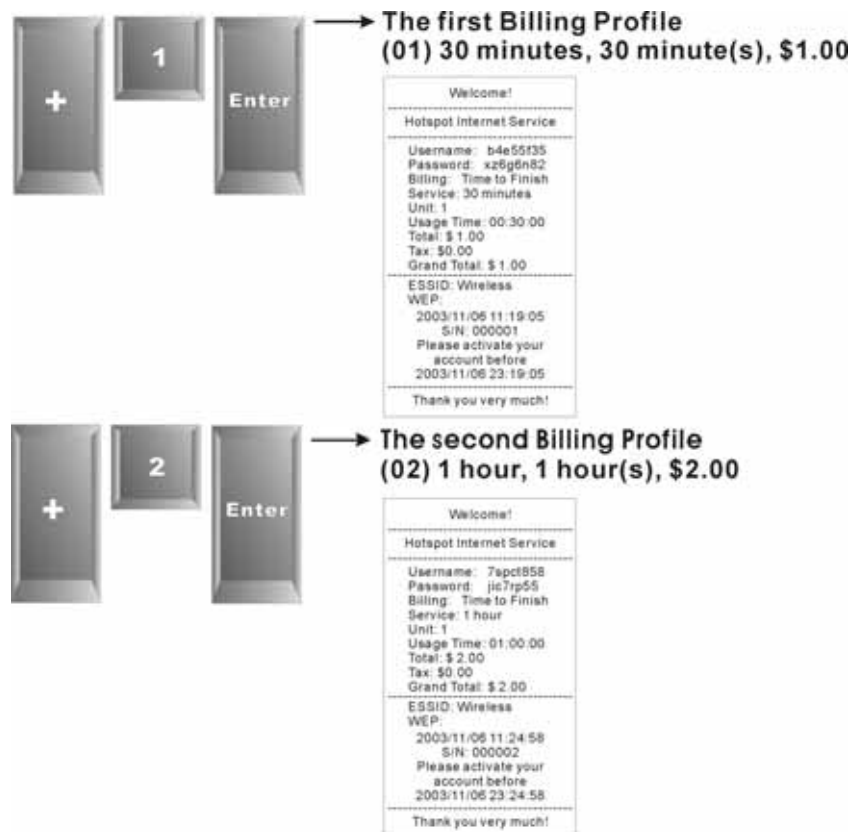 +
1
Enter
The first Billing Profile
(01) 30 minutes, 30 minute(s), $1.00
Welcome!
Hotspot Internet Service
Username: b4e55f35
Password: xz6g6n82
Billing: Time to Finish
Service: 30 minutes
Unit: 1
Usage Time: 00:30:00
Total: $ 1.00
Tax: $0.00
Grand Total: $ 1.00
ESSID: Wireless
WEP:
2003/11/06 11:19:05
S/N: 000001
Please activate your
account before
2003/11/06 23:19:05
Thank you very much!
+
2
Enter
The second Billing Profile
(02) 1 hour, 1 hour(s), $2.00
Welcome!
Hotspot Internet Service
Username: 7spct858
Password: jic7rp55
Billing: Time to Finish
Service: 1 hour
Unit: 1
Usage Time: 01:00:00
Total: $ 2.00
Tax: $0.00
Grand Total: $ 2.00
ESSID: Wireless
WEP:
2003/11/06 11:24:58
S/N: 000002
Please activate your
account before
2003/11/06 23:24:58
Thank you very much!